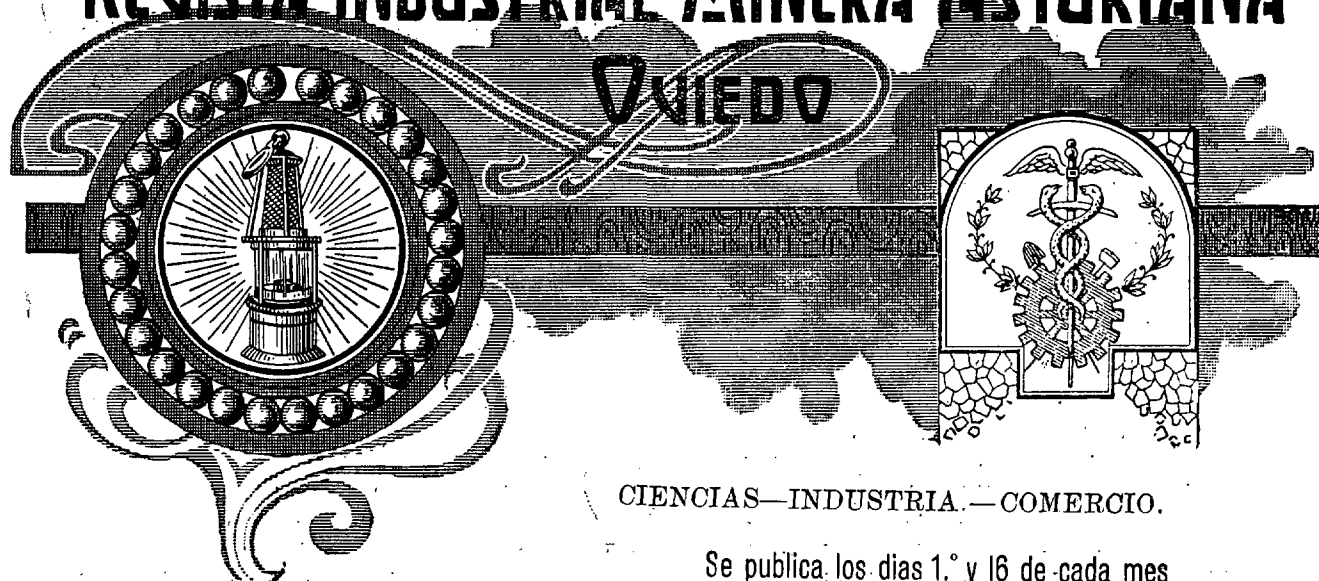 REVISTA INDUSTRIAL MINERA ASTURIANA
OVIEDO
CIENCIAS—INDUSTRIA.—COMERCIO.
Se publica los dias 1.° y 16 de cada mes